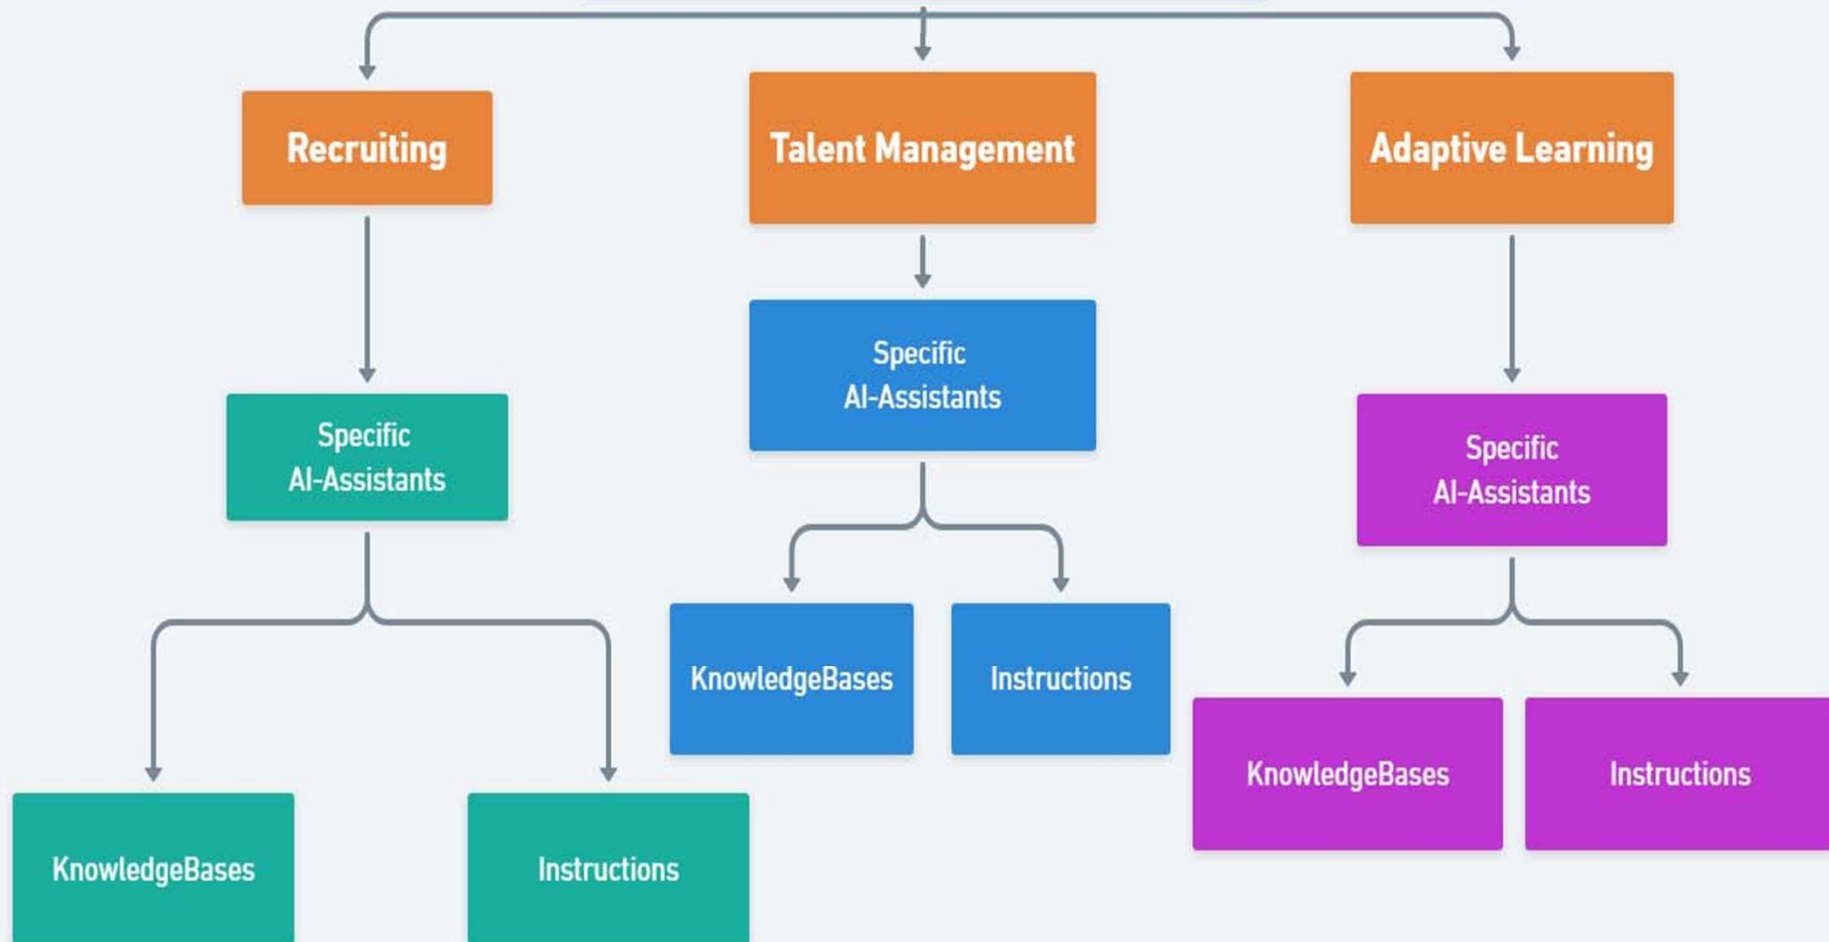 Recruiting
Talent Management
Adaptive Learning
Specific
AI-Assistants
Specific
AI-Assistants
Specific
AI-Assistants
KnowledgeBases
Instructions
KnowledgeBases
Instructions
KnowledgeBases
Instructions